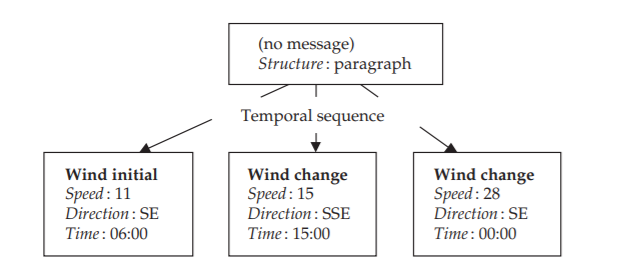 (no message)
Structure : paragraph
Temporal sequence
Wind initial
Speed : 11
Direction : SE
Time : 06:00
Wind change
Speed : 15
Direction : SSE
Time : 15:00
Wind change
Speed : 28
Direction : SE
Time : 00:00